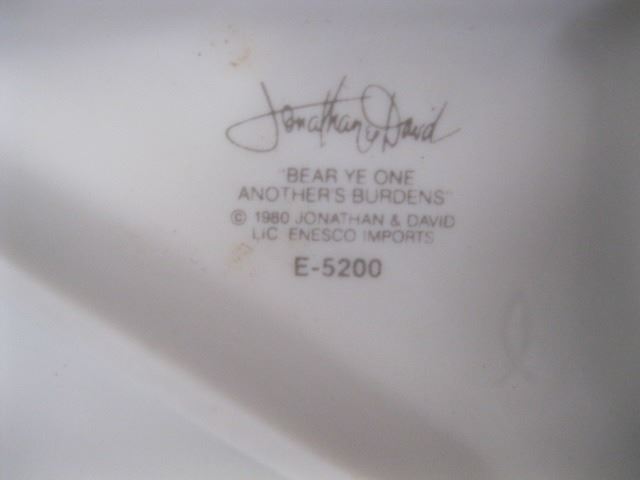 Jonathan & David
"BEAR YE ONE
ANOTHER'S BURDENS"
© 1980 JONATHAN & DAVID
LIC. ENESCO IMPORTS
E-5200